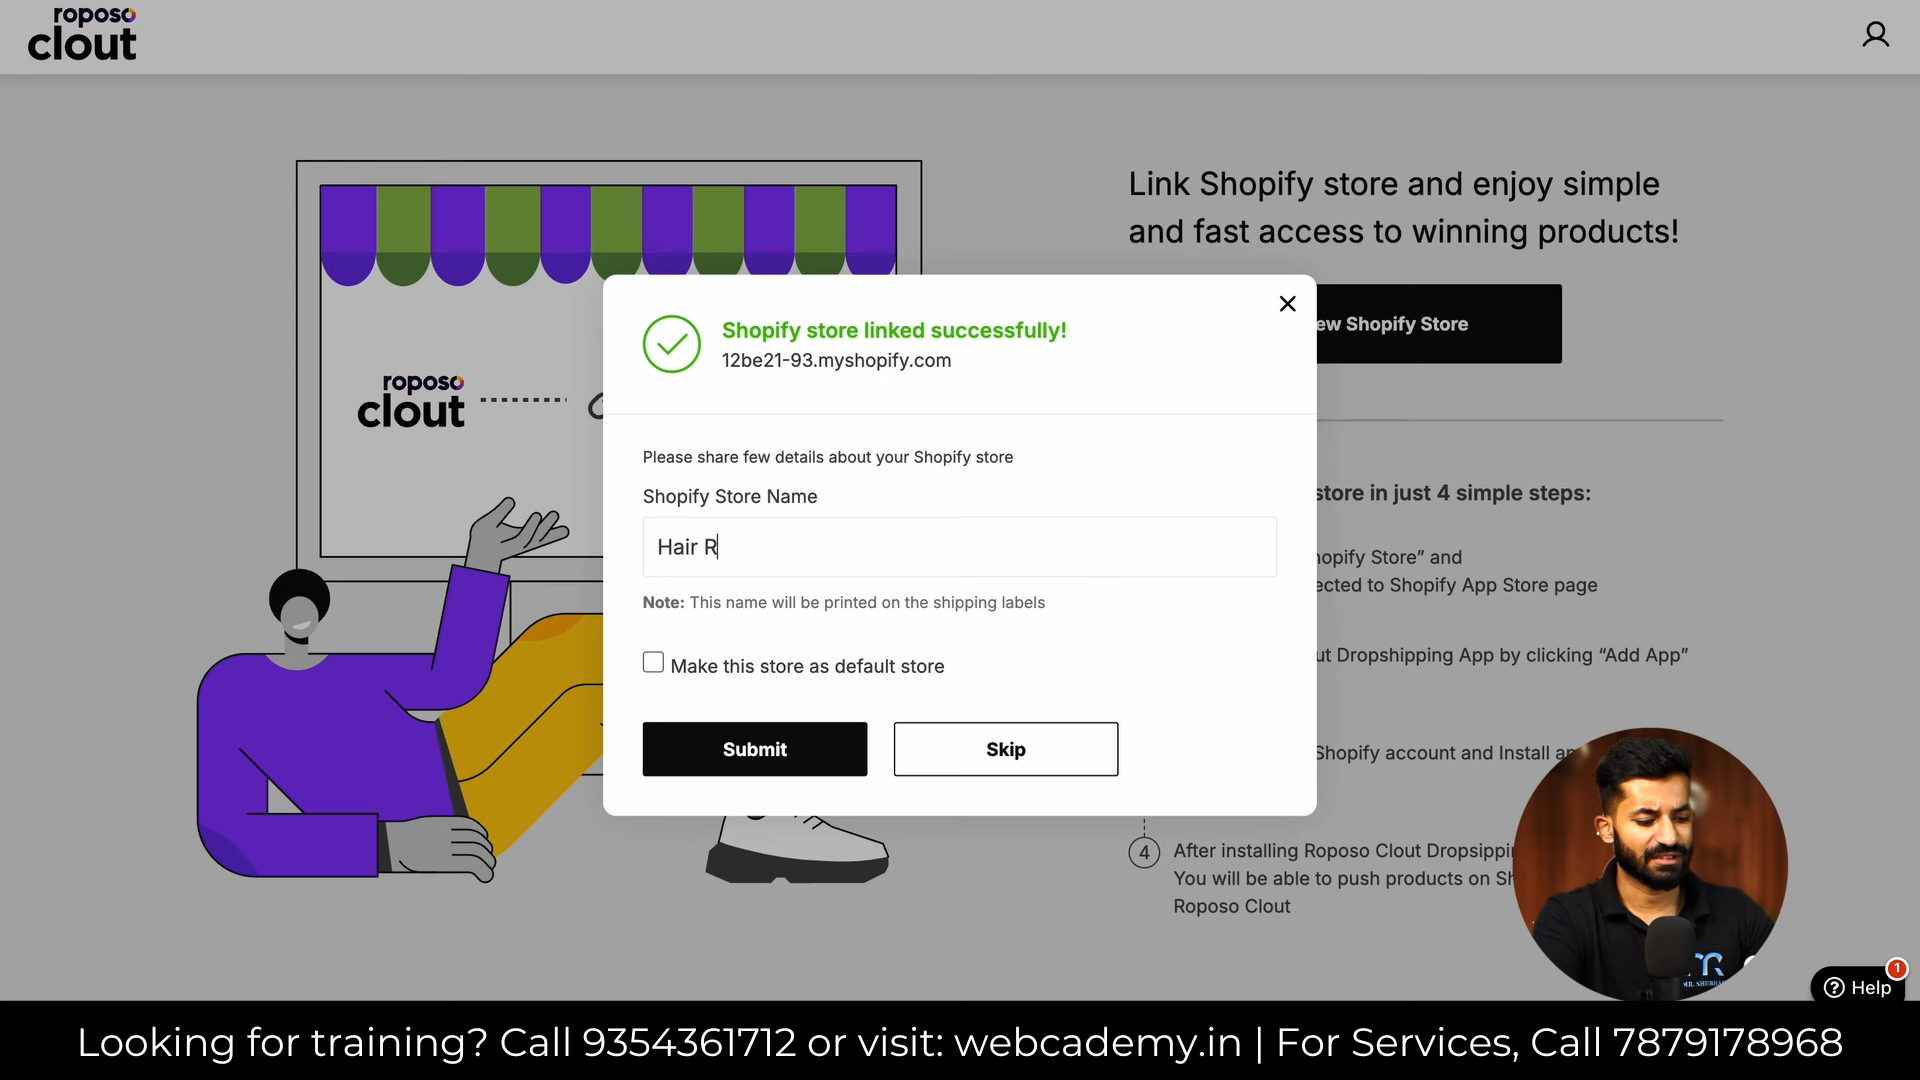 roposo
clout
Link Shopify store and enjoy simple
and fast access to winning products!
ew Shopify Store
Shopify store linked successfully!
12be21-93.myshopify.com
roposo
clout
Please share few details about your Shopify store
Shopify Store Name
Hair R
Note: This name will be printed on the shipping labels
Make this store as default store
Submit
Skip
store in just 4 simple steps:
hopify Store” and
ected to Shopify App Store page
ut Dropshipping App by clicking “Add App”
Shopify account and Install
4
After installing Roposo Clout
You will be able to push products on
Roposo Clout
Help
1
Looking for training? Call 9354361712 or visit: webcademy.in | For Services, Call 7879178968